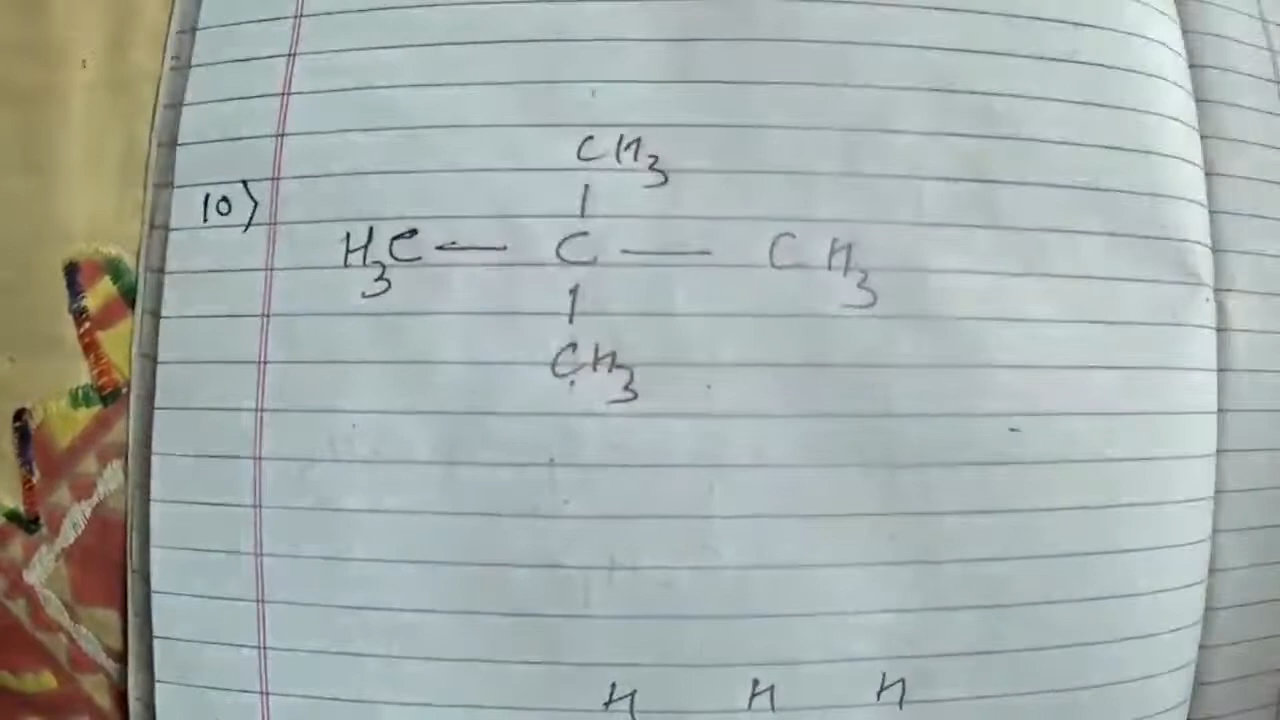 CH3
10)
|
H3C — C — CH3
|
CH3
H H H